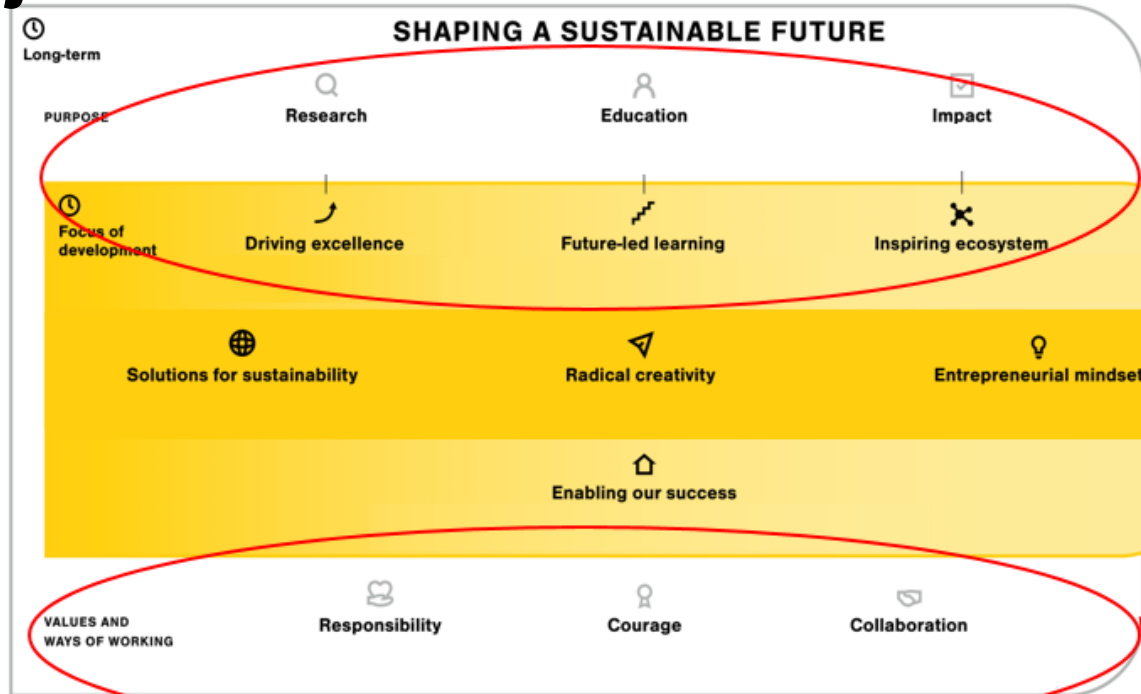 SHAPING A SUSTAINABLE FUTURE
Long-term
PURPOSE
Research
Education
Impact
Focus of
development
Driving excellence
Future-led learning
Inspiring ecosystem
Solutions for sustainability
Radical creativity
Entrepreneurial mindset
Enabling our success
VALUES AND
WAYS OF WORKING
Responsibility
Courage
Collaboration